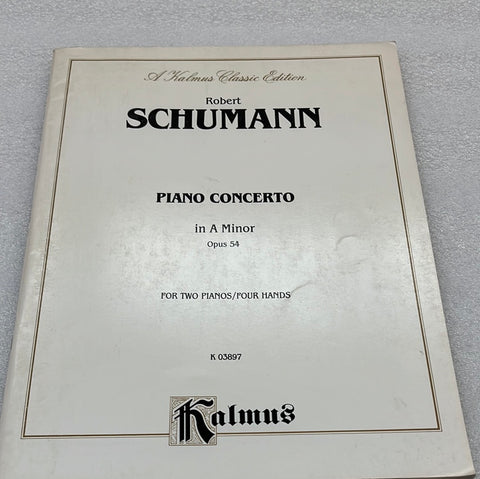 A Kalmus Classic Edition
Robert
SCHUMANN
PIANO CONCERTO
in A Minor
Opus 54
FOR TWO PIANOS/FOUR HANDS
K 03897
Kalmus